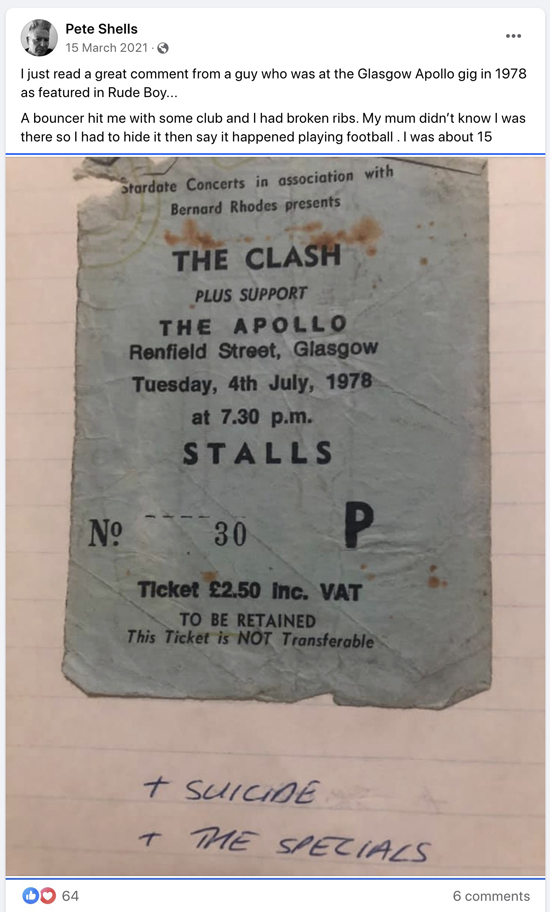 Pete Shells
15 March 2021 ·
I just read a great comment from a guy who was at the Glasgow Apollo gig in 1978
as featured in Rude Boy...
A bouncer hit me with some club and I had broken ribs. My mum didn't know I was
there so I had to hide it then say it happened playing football . I was about 15
Stardate Concerts in association with
Bernard Rhodes presents
THE CLASH
PLUS SUPPORT
THE APOLLO
Renfield Street, Glasgow
Tuesday, 4th July, 1978
at 7.30 p.m.
STALLS
Nº ---- 30 P
Ticket £2.50 inc. VAT
TO BE RETAINED
This Ticket is NOT Transferable
+ SUICIDE
+ THE SPECIALS
64 6 comments